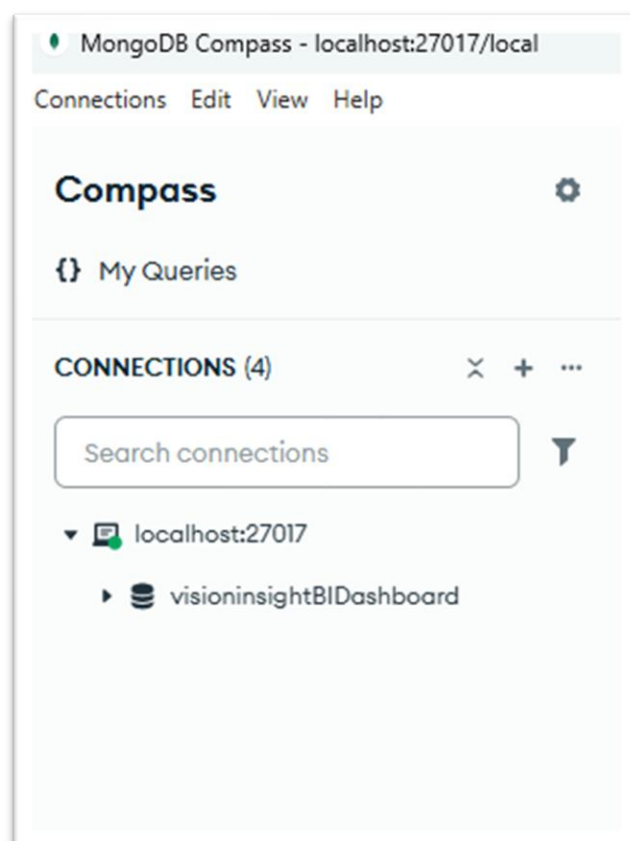 MongoDB Compass - localhost:27017/local
Connections Edit View Help
Compass
{} My Queries
CONNECTIONS (4)
Search connections
localhost:27017
visioninsightBIDashboard